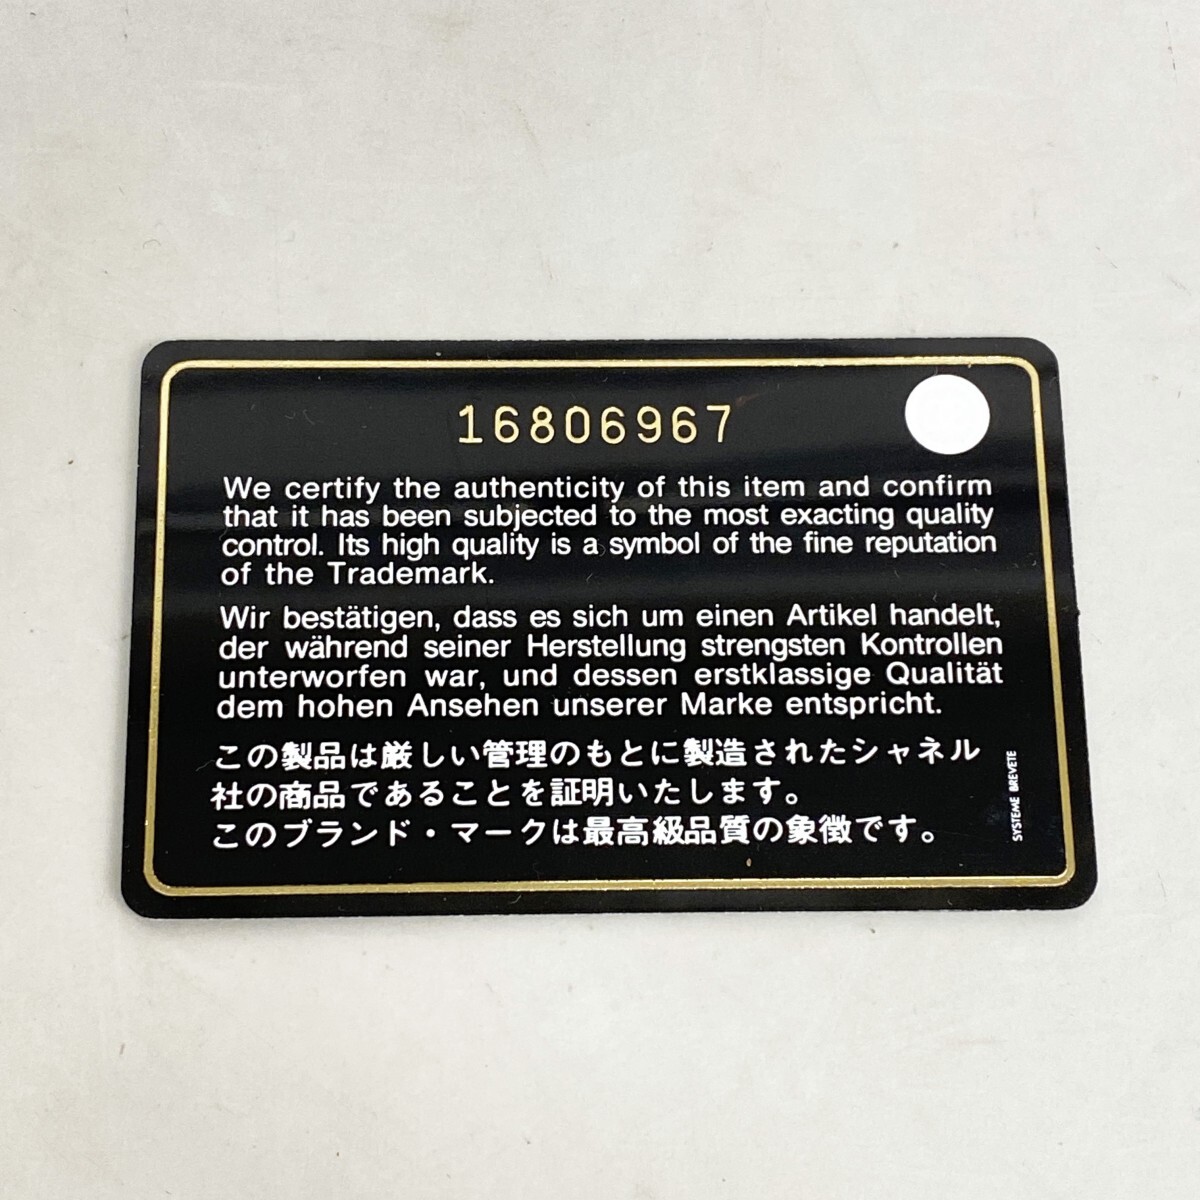 16806967
We certify the authenticity of this item and confirm
that it has been subjected to the most exacting quality
control. Its high quality is a symbol of the fine reputation
of the Trademark.
Wir bestätigen, dass es sich um einen Artikel handelt,
der während seiner Herstellung strengsten Kontrollen
unterworfen war, und dessen erstklassige Qualität
dem hohen Ansehen unserer Marke entspricht.
この製品は厳しい管理のもとに製造されたシャネル
社の商品であることを証明いたします。
このブランド・マークは最高級品質の象徴です。
SYSTEME BREVETE